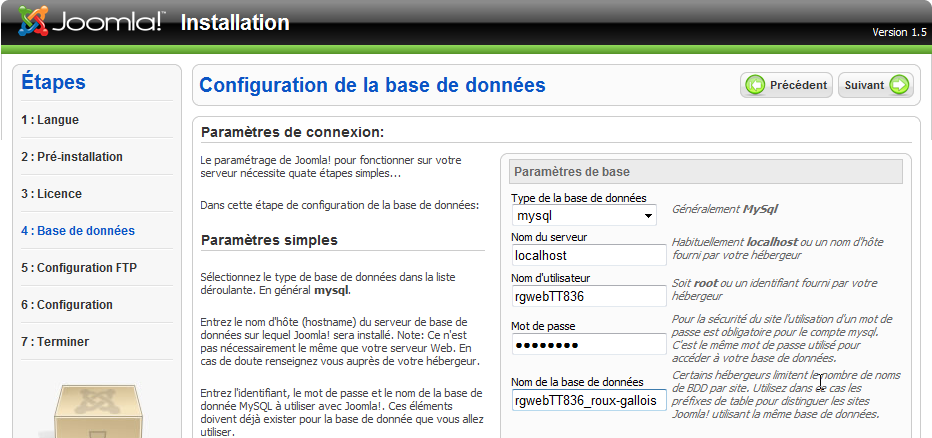 Joomla!™ Installation
Version 1.5
Étapes
1 : Langue
2 : Pré-installation
3 : Licence
4 : Base de données
5 : Configuration FTP
6 : Configuration
7 : Terminer
Configuration de la base de données
Précédent
Suivant
Paramètres de connexion:
Le paramétrage de Joomla! pour fonctionner sur votre
serveur nécessite quate étapes simples...
Dans cette étape de configuration de la base de données:
Paramètres simples
Sélectionnez le type de base de données dans la liste
déroulante. En général mysql.
Entrez le nom d'hôte (hostname) du serveur de base de
données sur lequel Joomla! sera installé. Note: Ce n'est
pas nécessairement le même que votre serveur Web. En
cas de doute renseignez vous auprès de votre hébergeur.
Entrez l'identifiant, le mot de passe et le nom de la base de
donnée MySQL à utiliser avec Joomla!. Ces éléments
doivent déjà exister pour la base de donnée que vous allez
utiliser.
Paramètres de base
Type de la base de données
mysql
Généralement MySql
Nom du serveur
localhost
Habituellement localhost ou un nom d'hôte
fourni par votre hébergeur
Nom d'utilisateur
rgwebTT836
Soit root ou un identifiant fourni par votre
hébergeur
Mot de passe
●●●●●●●●
Pour la sécurité du site l'utilisation d'un mot de
passe est obligatoire pour le compte mysql.
C'est le même mot de passe utilisé pour
accéder à votre base de données.
Nom de la base de données
rgwebTT836_roux-gallois
Certains hébergeurs limitent le nombre de noms
de BDD par site. Utilisez dans ce cas les
préfixes de table pour distinguer les sites
Joomla! utilisant la même base de données.